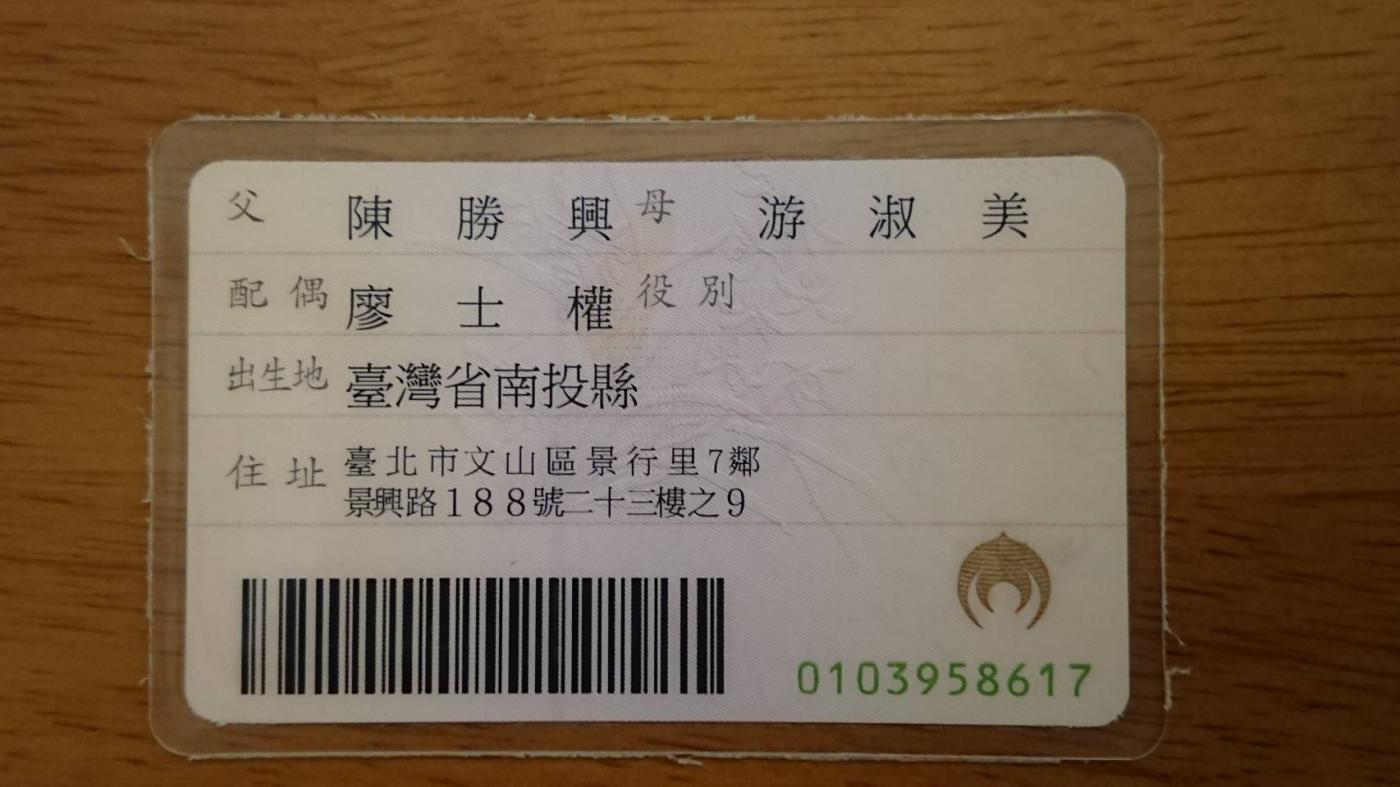 父 陳勝興 母 游淑美
配偶 廖士權 役別
出生地 臺灣省南投縣
住址 臺北市文山區景行里7鄰
景興路188號二十三樓之9
0103958617